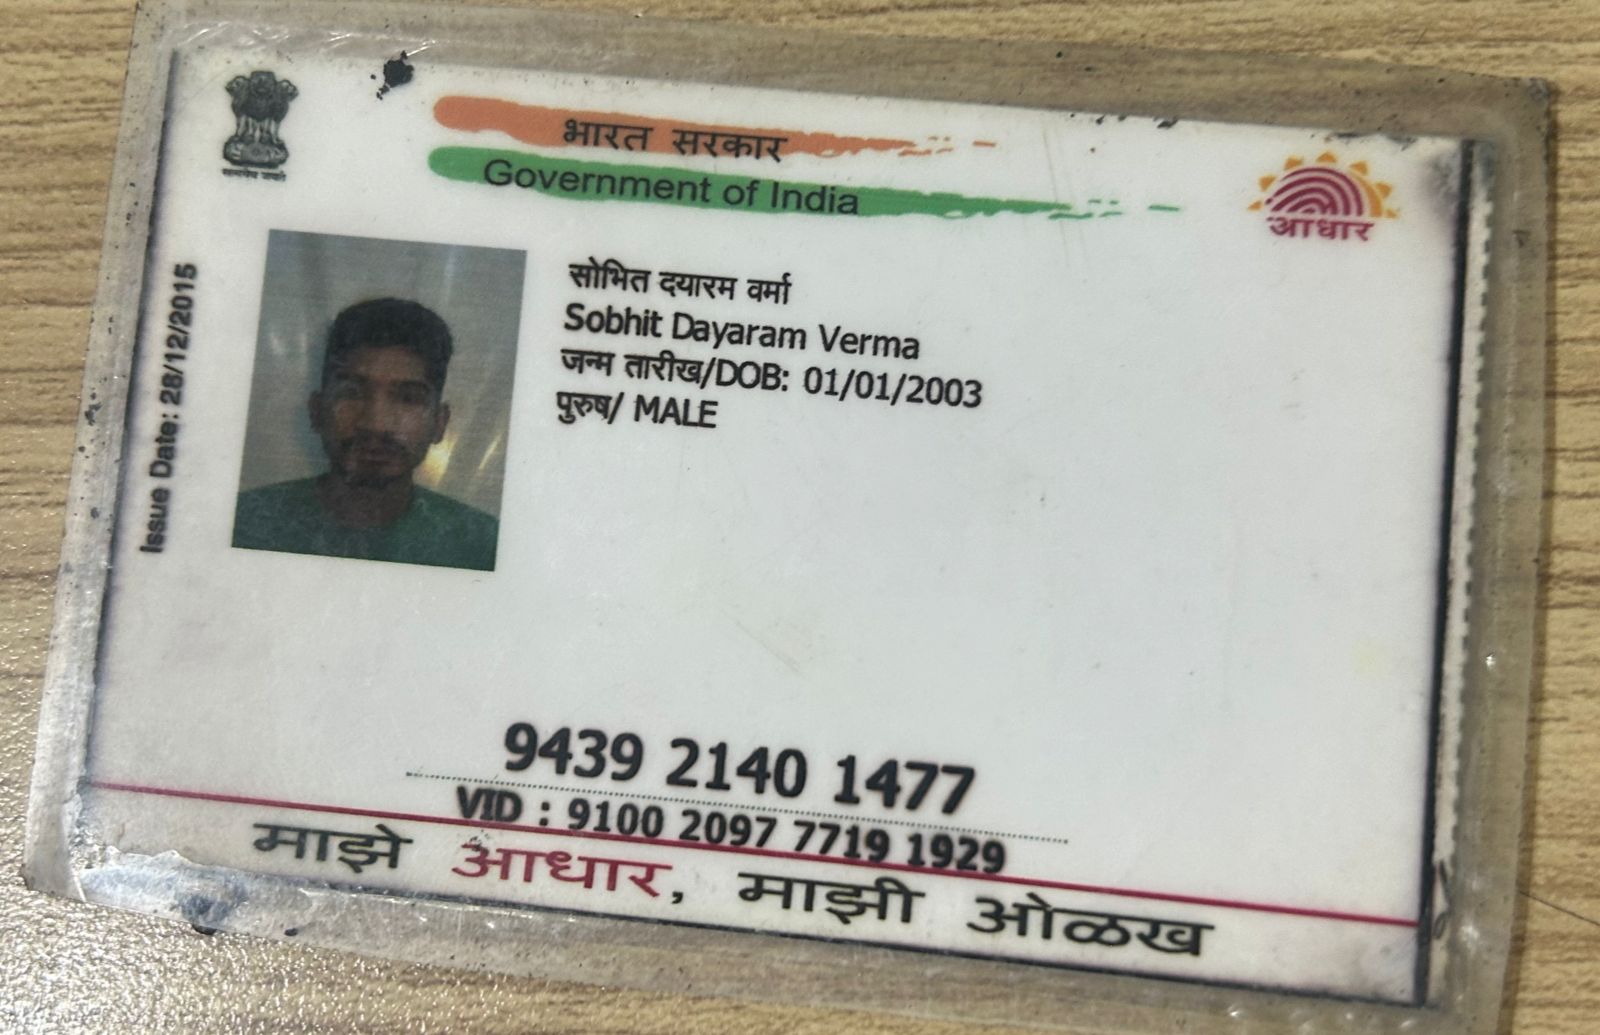 भारत सरकार
Government of India
आधार
Issue Date: 28/12/2015
सोभित दयारम वर्मा
Sobhit Dayaram Verma
जन्म तारीख/DOB: 01/01/2003
पुरुष/ MALE
9439 2140 1477
VID : 9100 2097 7719 1929
माझे आधार, माझी ओळख